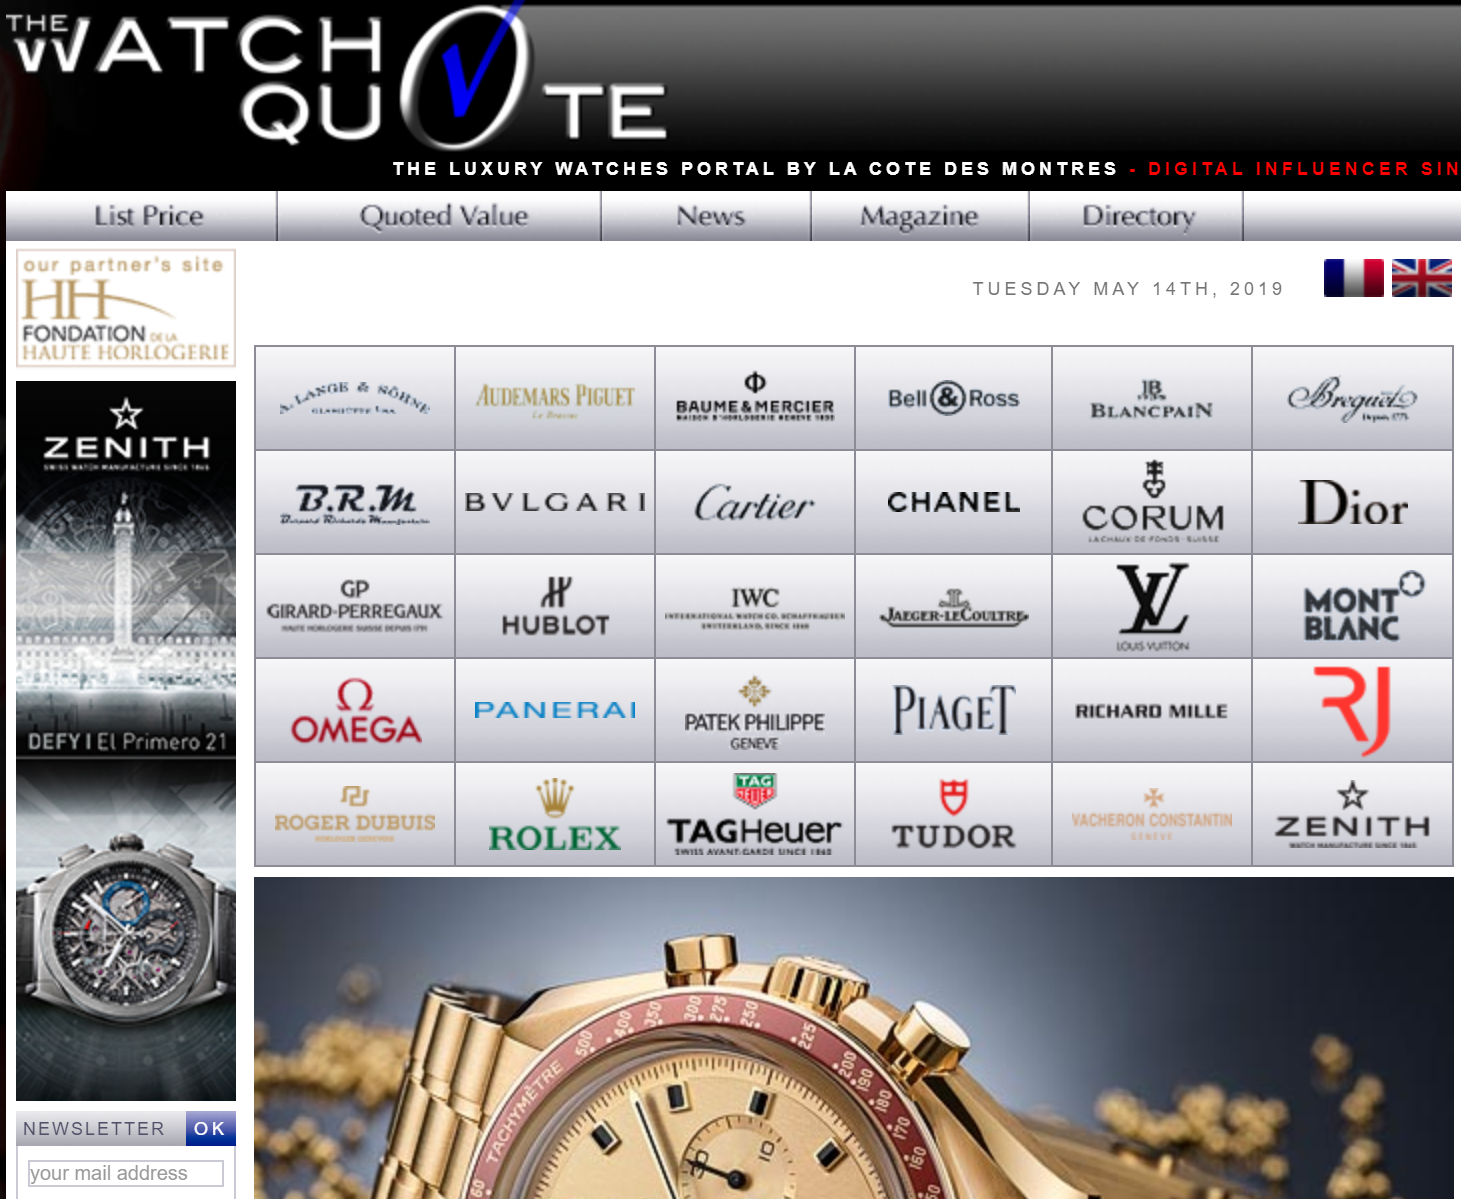 THE
WATCH
QUOTE
THE LUXURY WATCHES PORTAL BY LA COTE DES MONTRES - DIGITAL INFLUENCER SIN
List Price
Quoted Value
News
Magazine
Directory
our partner's site
HH
FONDATION DE LA
HAUTE HORLOGERIE
TUESDAY MAY 14TH, 2019
A. LANGE & SÖHNE
GLASHÜTTE I/SA
AUDEMARS PIGUET
Le Brassus
BAUME & MERCIER
MAISON D'HORLOGERIE GENEVE 1830
Bell & Ross
JB
BLANCPAIN
Breguet
Depuis 1775
B.R.M
Bernard Richards Manufacture
BVLGARI
Cartier
CHANEL
CORUM
LA CHAUX-DE-FONDS - SUISSE
Dior
GP
GIRARD-PERREGAUX
HAUTE HORLOGERIE SUISSE DEPUIS 1791
H
HUBLOT
IWC
INTERNATIONAL WATCH CO. SCHAFFHAUSEN
SWITZERLAND, SINCE 1868
JAEGER-LECOULTRE
LV
LOUIS VUITTON
MONT
BLANC
Ω
OMEGA
PANERAI
PATEK PHILIPPE
GENEVE
PIAGET
RICHARD MILLE
RJ
ROGER DUBUIS
HORLOGER GENEVOIS
ROLEX
TAG
HEUER
TAGHeuer
SWISS AVANT-GARDE SINCE 1860
TUDOR
VACHERON CONSTANTIN
GENÈVE
ZENITH
WATCH MANUFACTURE SINCE 1865
ZENITH
SWISS WATCH MANUFACTURE SINCE 1865
DEFY I El Primero 21
NEWSLETTER OK
your mail address
60 TACHYMÈTRE 500 400 350 300 275 250 225 200 190 180 170 160
30 10